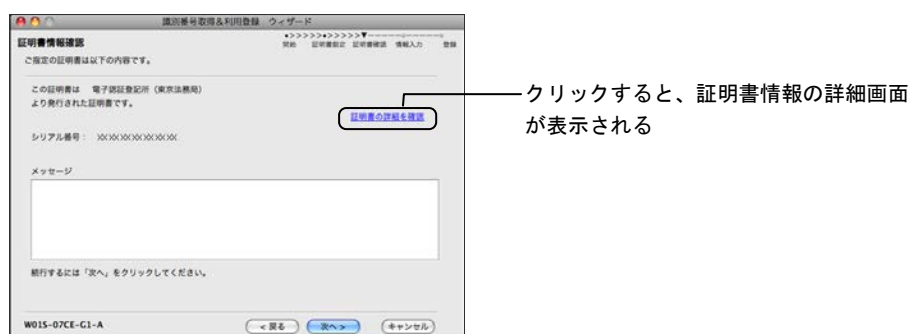 識別番号取得&利用登録 ウィザード
証明書情報確認
•>>>>>•>>>>>▼
開始 証明書指定 証明書確認 情報入力 登録
ご指定の証明書は以下の内容です。
この証明書は 電子認証登記所(東京法務局)
より発行された証明書です。
証明書の詳細を確認
シリアル番号:
メッセージ
続行するには「次へ」をクリックしてください。
W01S-07CE-G1-A
< 戻る
次へ >
キャンセル
クリックすると、証明書情報の詳細画面
が表示される